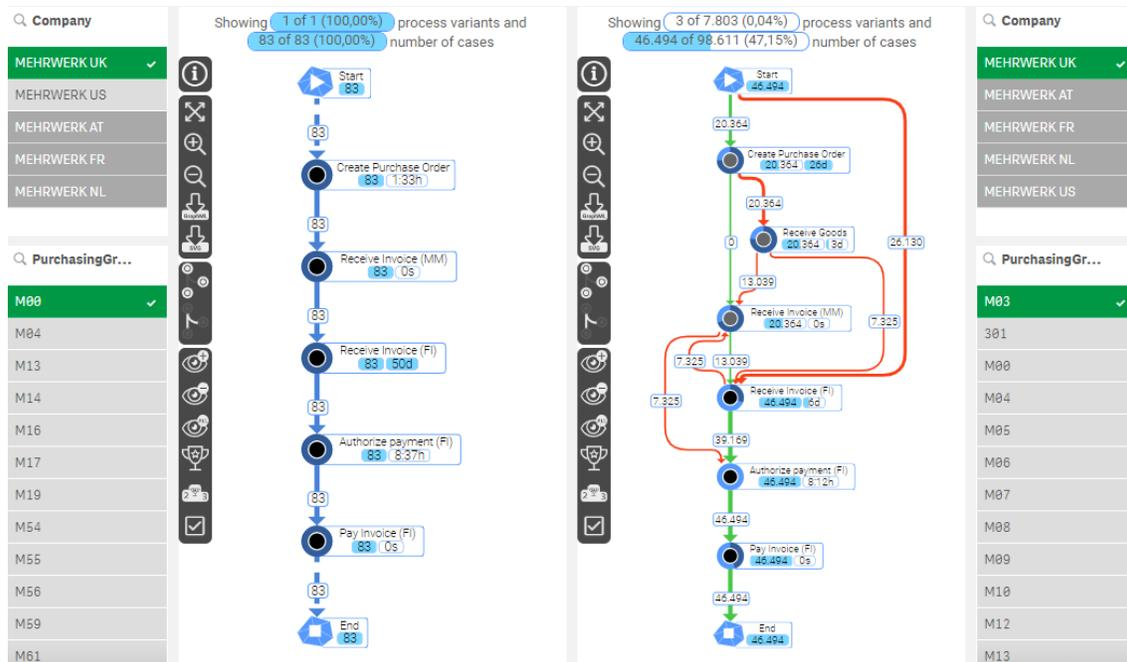 Company
MEHRWERK UK
MEHRWERK US
MEHRWERK AT
MEHRWERK FR
MEHRWERK NL
PurchasingGr...
M00
M04
M13
M14
M16
M17
M19
M54
M55
M56
M59
M61
Showing 1 of 1 (100,00%) process variants and
83 of 83 (100,00%) number of cases
GraphML
SVG
Start
83
83
Create Purchase Order
83 1:33h
83
Receive Invoice (MM)
83 0s
83
Receive Invoice (FI)
83 50d
83
Authorize payment (FI)
83 8:37h
83
Pay Invoice (FI)
83 0s
83
End
83
Showing 3 of 7.803 (0,04%) process variants and
46.494 of 98.611 (47,15%) number of cases
GraphML
SVG
Start
46.494
20.364
Create Purchase Order
20.364 26d
20.364
Receive Goods
20.364 3d
0
26.130
13.039
Receive Invoice (MM)
20.364 0s
7.325
7.325
13.039
7.325
Receive Invoice (FI)
46.494 6d
39.169
Authorize payment (FI)
46.494 8:12h
46.494
Pay Invoice (FI)
46.494 0s
46.494
End
46.494
Company
MEHRWERK UK
MEHRWERK AT
MEHRWERK FR
MEHRWERK NL
MEHRWERK US
PurchasingGr...
M03
301
M00
M04
M05
M06
M07
M08
M09
M10
M12
M13